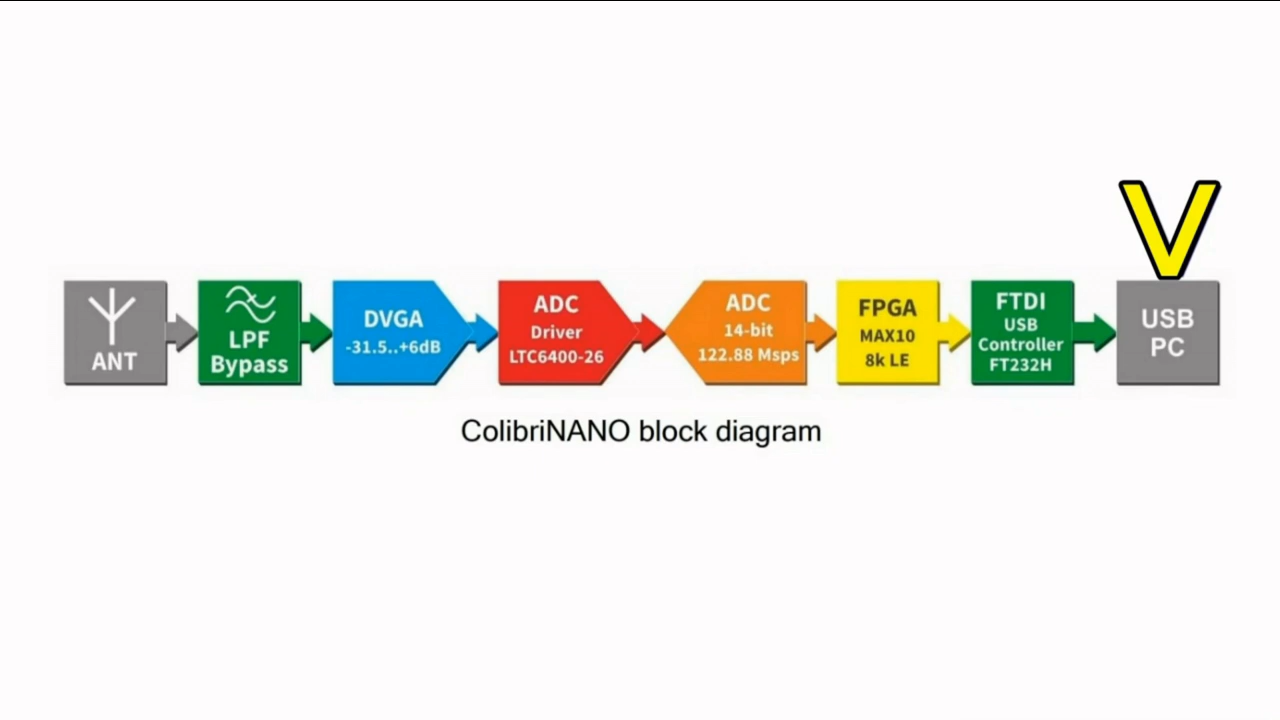 V
ANT
LPF
Bypass
DVGA
-31.5..+6dB
ADC
Driver
LTC6400-26
ADC
14-bit
122.88 Msps
FPGA
MAX10
8k LE
FTDI
USB
Controller
FT232H
USB
PC
ColibriNANO block diagram